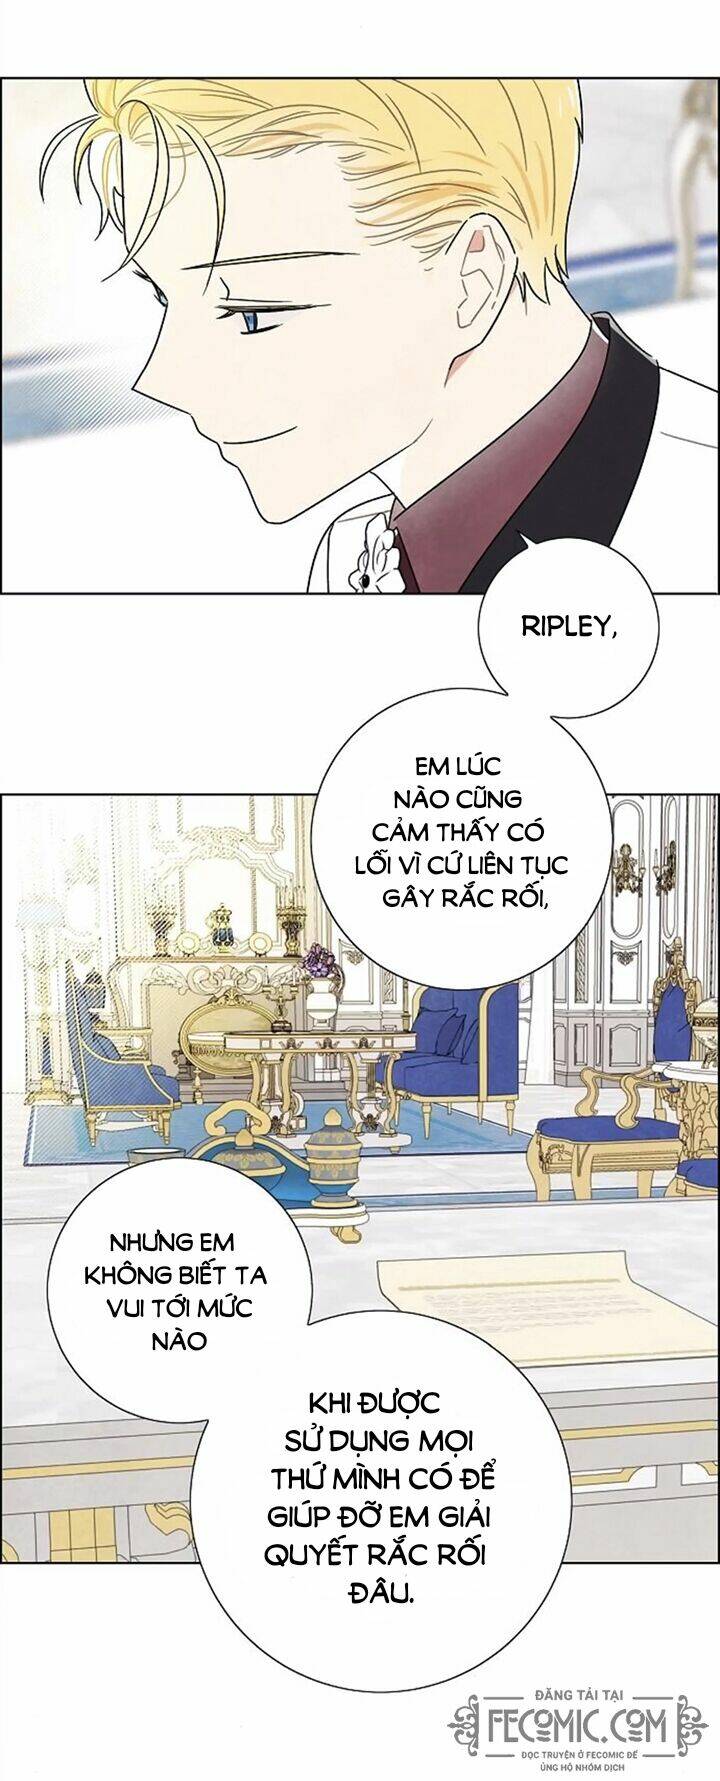 RIPLEY,
EM LÚC
NÀO CŨNG
CẢM THẤY CÓ
LỖI VÌ CỨ LIÊN TỤC
GÂY RẮC RỐI,
NHƯNG EM
KHÔNG BIẾT TA
VUI TỚI MỨC
NÀO
KHI ĐƯỢC
SỬ DỤNG MỌI
THỨ MÌNH CÓ ĐỂ
GIÚP ĐỠ EM GIẢI
QUYẾT RẮC RỐI
ĐÂU.
ĐĂNG TẢI TẠI
FECOMIC.COM
ĐỌC TRUYỆN Ở FECOMIC ĐỂ
ỦNG HỘ NHÓM DỊCH